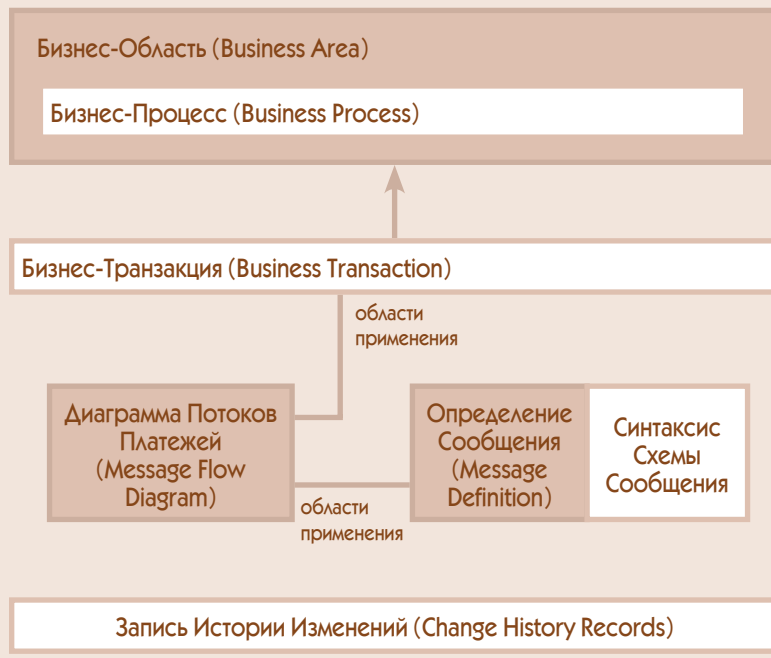 Бизнес-Область (Business Area)
Бизнес-Процесс (Business Process)
Бизнес-Транзакция (Business Transaction)
области
применения
Диаграмма Потоков
Платежей
(Message Flow
Diagram)
области
применения
Определение
Сообщения
(Message
Definition)
Синтаксис
Схемы
Сообщения
Запись Истории Изменений (Change History Records)